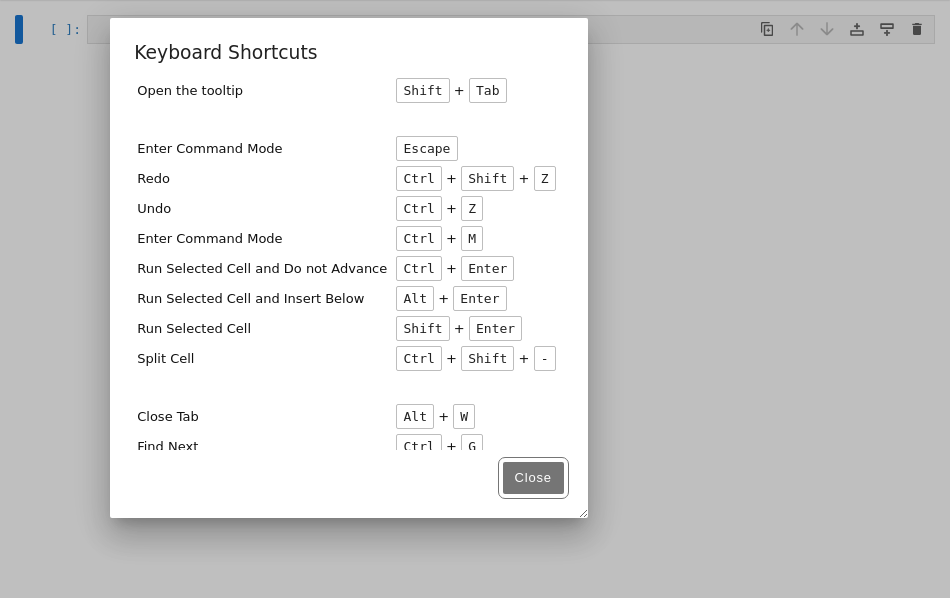 [ ]:
Keyboard Shortcuts
Open the tooltip Shift + Tab
Enter Command Mode Escape
Redo Ctrl + Shift + Z
Undo Ctrl + Z
Enter Command Mode Ctrl + M
Run Selected Cell and Do not Advance Ctrl + Enter
Run Selected Cell and Insert Below Alt + Enter
Run Selected Cell Shift + Enter
Split Cell Ctrl + Shift + -
Close Tab Alt + W
Find Next Ctrl + G
Close